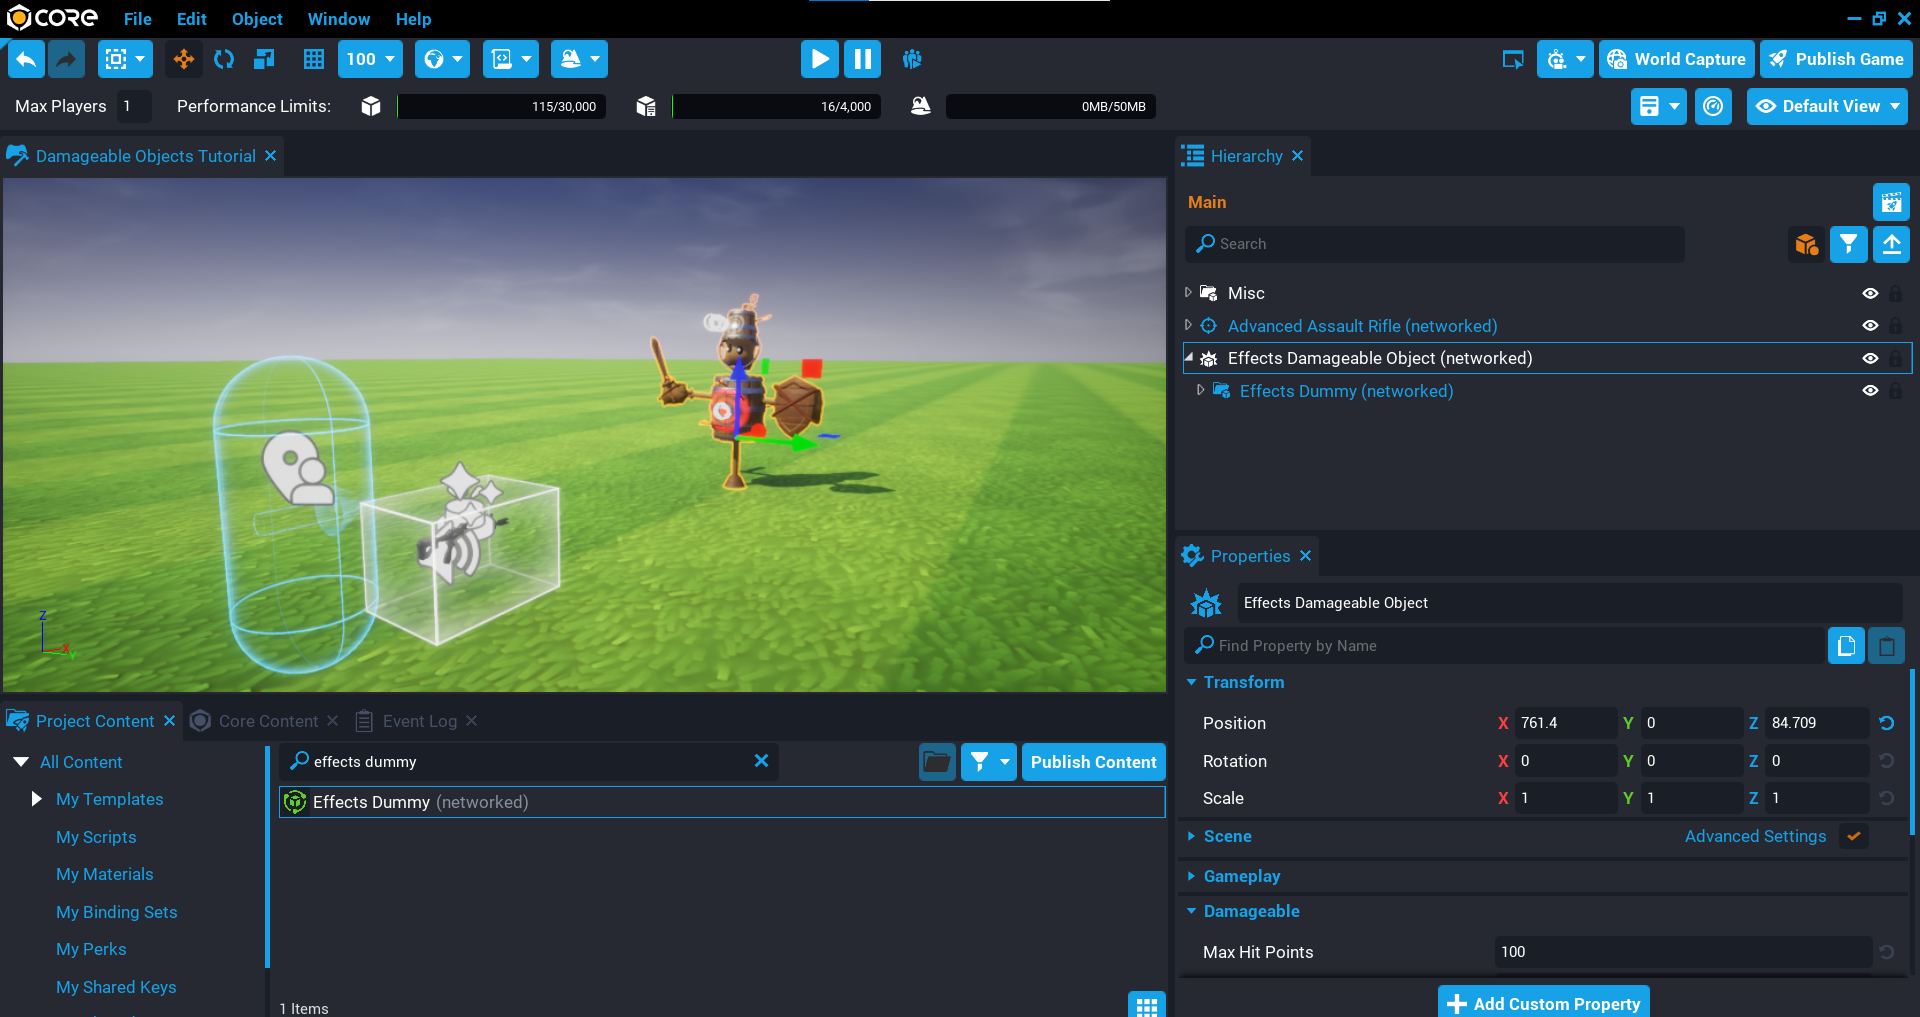 CORE File Edit Object Window Help
100 World Capture Publish Game
Max Players 1 Performance Limits: 115/30,000 16/4,000 0MB/50MB Default View
Damageable Objects Tutorial
Z
X
Y
Hierarchy
Main
Search
Misc
Advanced Assault Rifle (networked)
Effects Damageable Object (networked)
Effects Dummy (networked)
Properties
Effects Damageable Object
Find Property by Name
Transform
Position X 761.4 Y 0 Z 84.709
Rotation X 0 Y 0 Z 0
Scale X 1 Y 1 Z 1
Scene Advanced Settings
Gameplay
Damageable
Max Hit Points 100
Add Custom Property
Project Content Core Content Event Log
All Content
My Templates
My Scripts
My Materials
My Binding Sets
My Perks
My Shared Keys
effects dummy Publish Content
Effects Dummy (networked)
1 Items